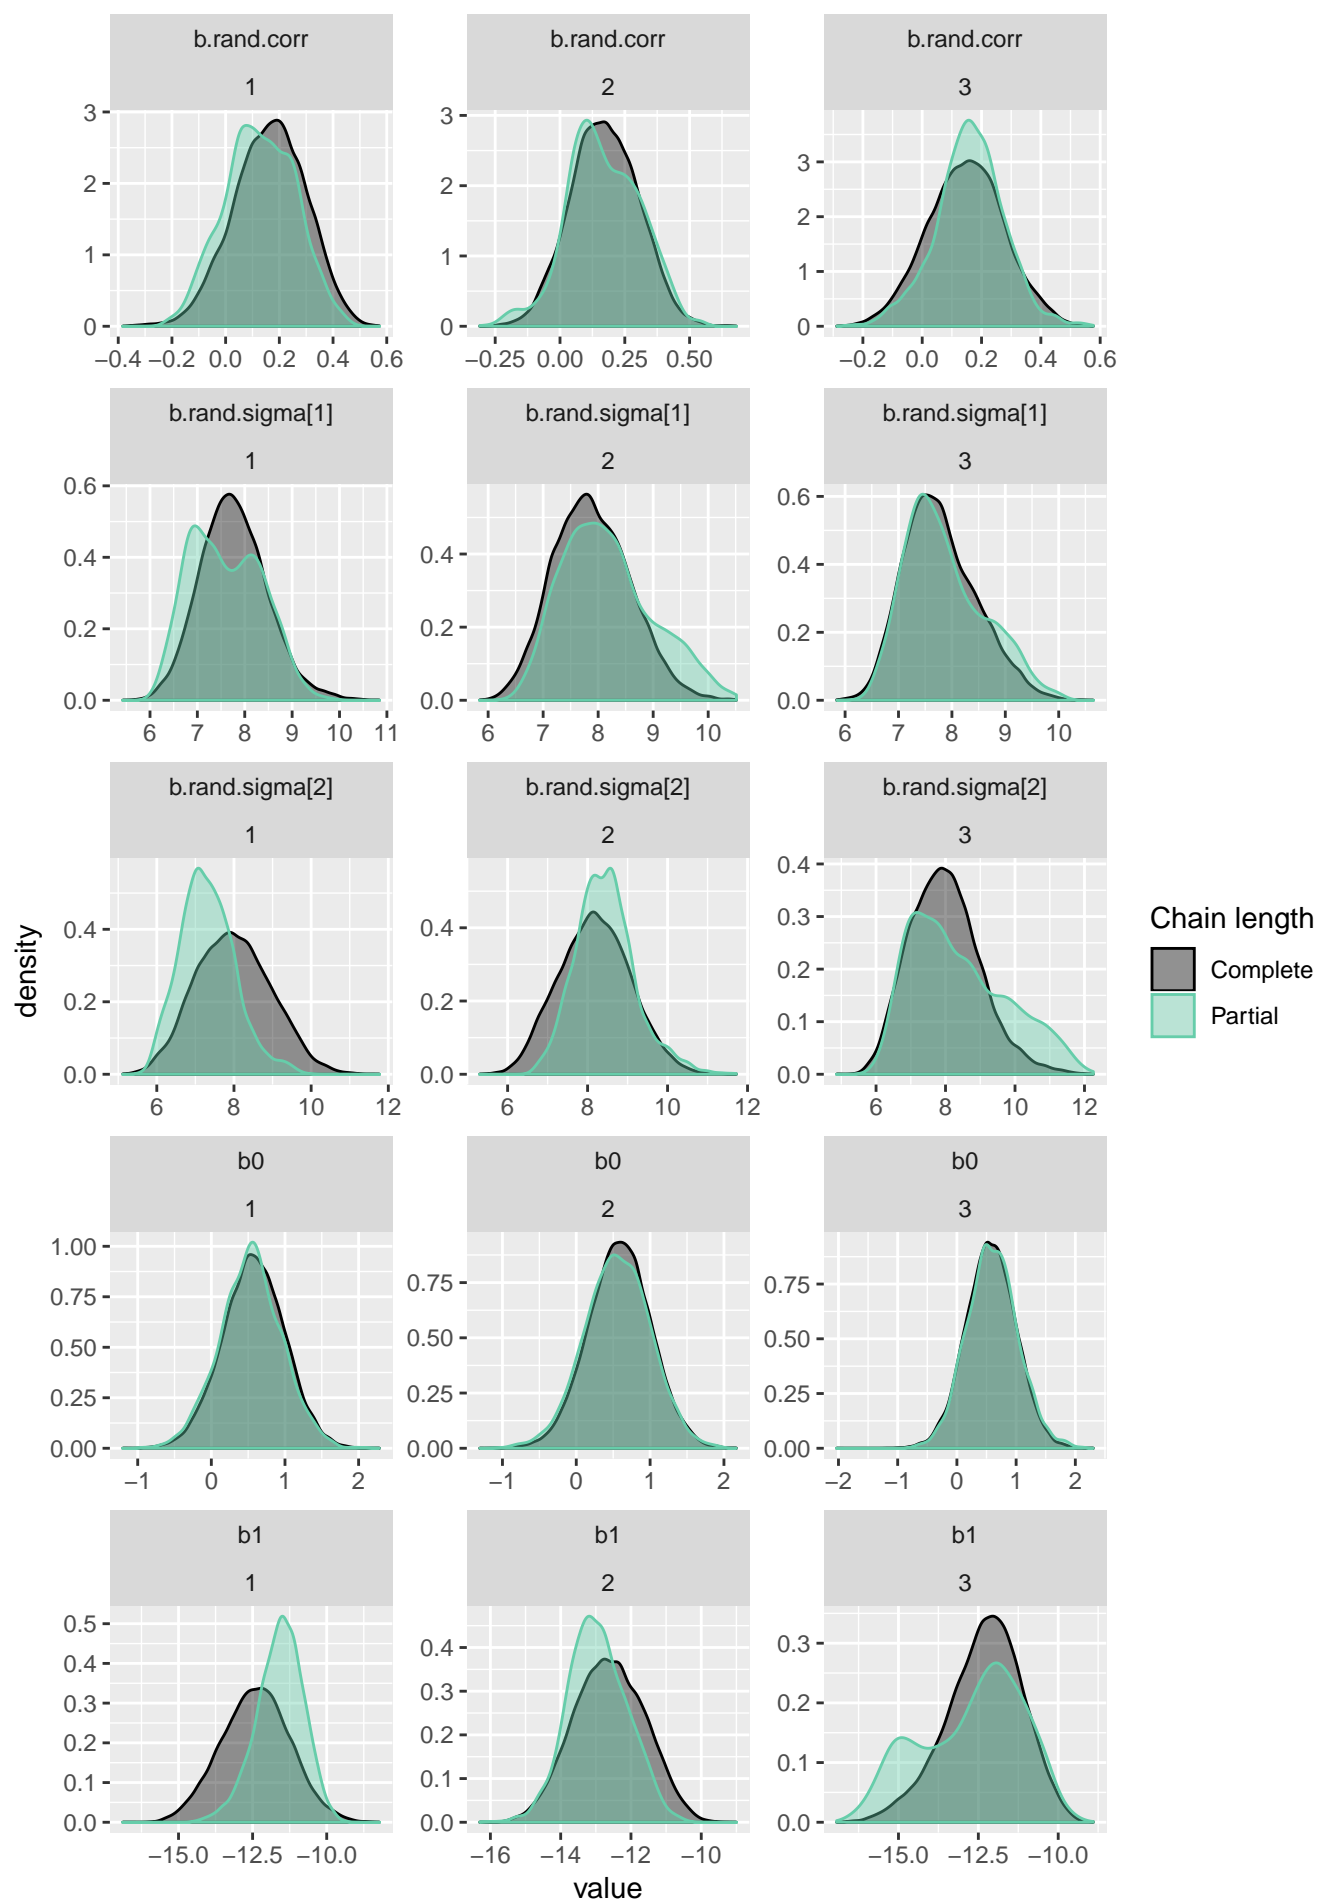 b.rand.corr b.rand.corr b.rand.corr
1 2 3
3 3 3
2 2 2
1 1 1
0 0 0
−0.4 −0.2 0.0 0.2 0.4 0.6 −0.25 0.00 0.25 0.50 −0.2 0.0 0.2 0.4 0.6
b.rand.sigma[1] b.rand.sigma[1] b.rand.sigma[1]
1 2 3
0.6 0.4 0.6
0.4 0.2 0.4
0.2 0.0 0.2
0.0 0.0
6 7 8 9 10 11 6 7 8 9 10 6 7 8 9 10
b.rand.sigma[2] b.rand.sigma[2] b.rand.sigma[2]
1 2 3
0.4 0.4 0.4
0.2 0.2 0.3
0.0 0.0 0.2
0.1
0.0
6 8 10 12 6 8 10 12 6 8 10 12
b0 b0 b0
1 2 3
1.00 0.75 0.75
0.75 0.50 0.50
0.50 0.25 0.25
0.25 0.00 0.00
0.00
−1 0 1 2 −1 0 1 2 −2 −1 0 1 2
b1 b1 b1
1 2 3
0.5 0.4 0.3
0.4 0.3 0.2
0.3 0.2 0.1
0.2 0.1 0.0
0.1 0.0
0.0
−15.0 −12.5 −10.0 −16 −14 −12 −10 −15.0 −12.5 −10.0
value
density
Chain length
Complete
Partial